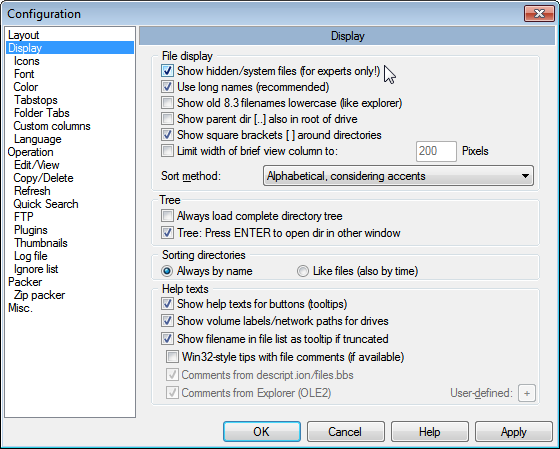 Configuration
Layout
Display
Icons
Font
Color
Tabstops
Folder Tabs
Custom columns
Language
Operation
Edit/View
Copy/Delete
Refresh
Quick Search
FTP
Plugins
Thumbnails
Log file
Ignore list
Packer
Zip packer
Misc.
Display
File display
Show hidden/system files (for experts only!)
Use long names (recommended)
Show old 8.3 filenames lowercase (like explorer)
Show parent dir [..] also in root of drive
Show square brackets [ ] around directories
Limit width of brief view column to: 200 Pixels
Sort method: Alphabetical, considering accents
Tree
Always load complete directory tree
Tree: Press ENTER to open dir in other window
Sorting directories
Always by name Like files (also by time)
Help texts
Show help texts for buttons (tooltips)
Show volume labels/network paths for drives
Show filename in file list as tooltip if truncated
Win32-style tips with file comments (if available)
Comments from descript.ion/files.bbs
Comments from Explorer (OLE2) User-defined: +
OK Cancel Help Apply